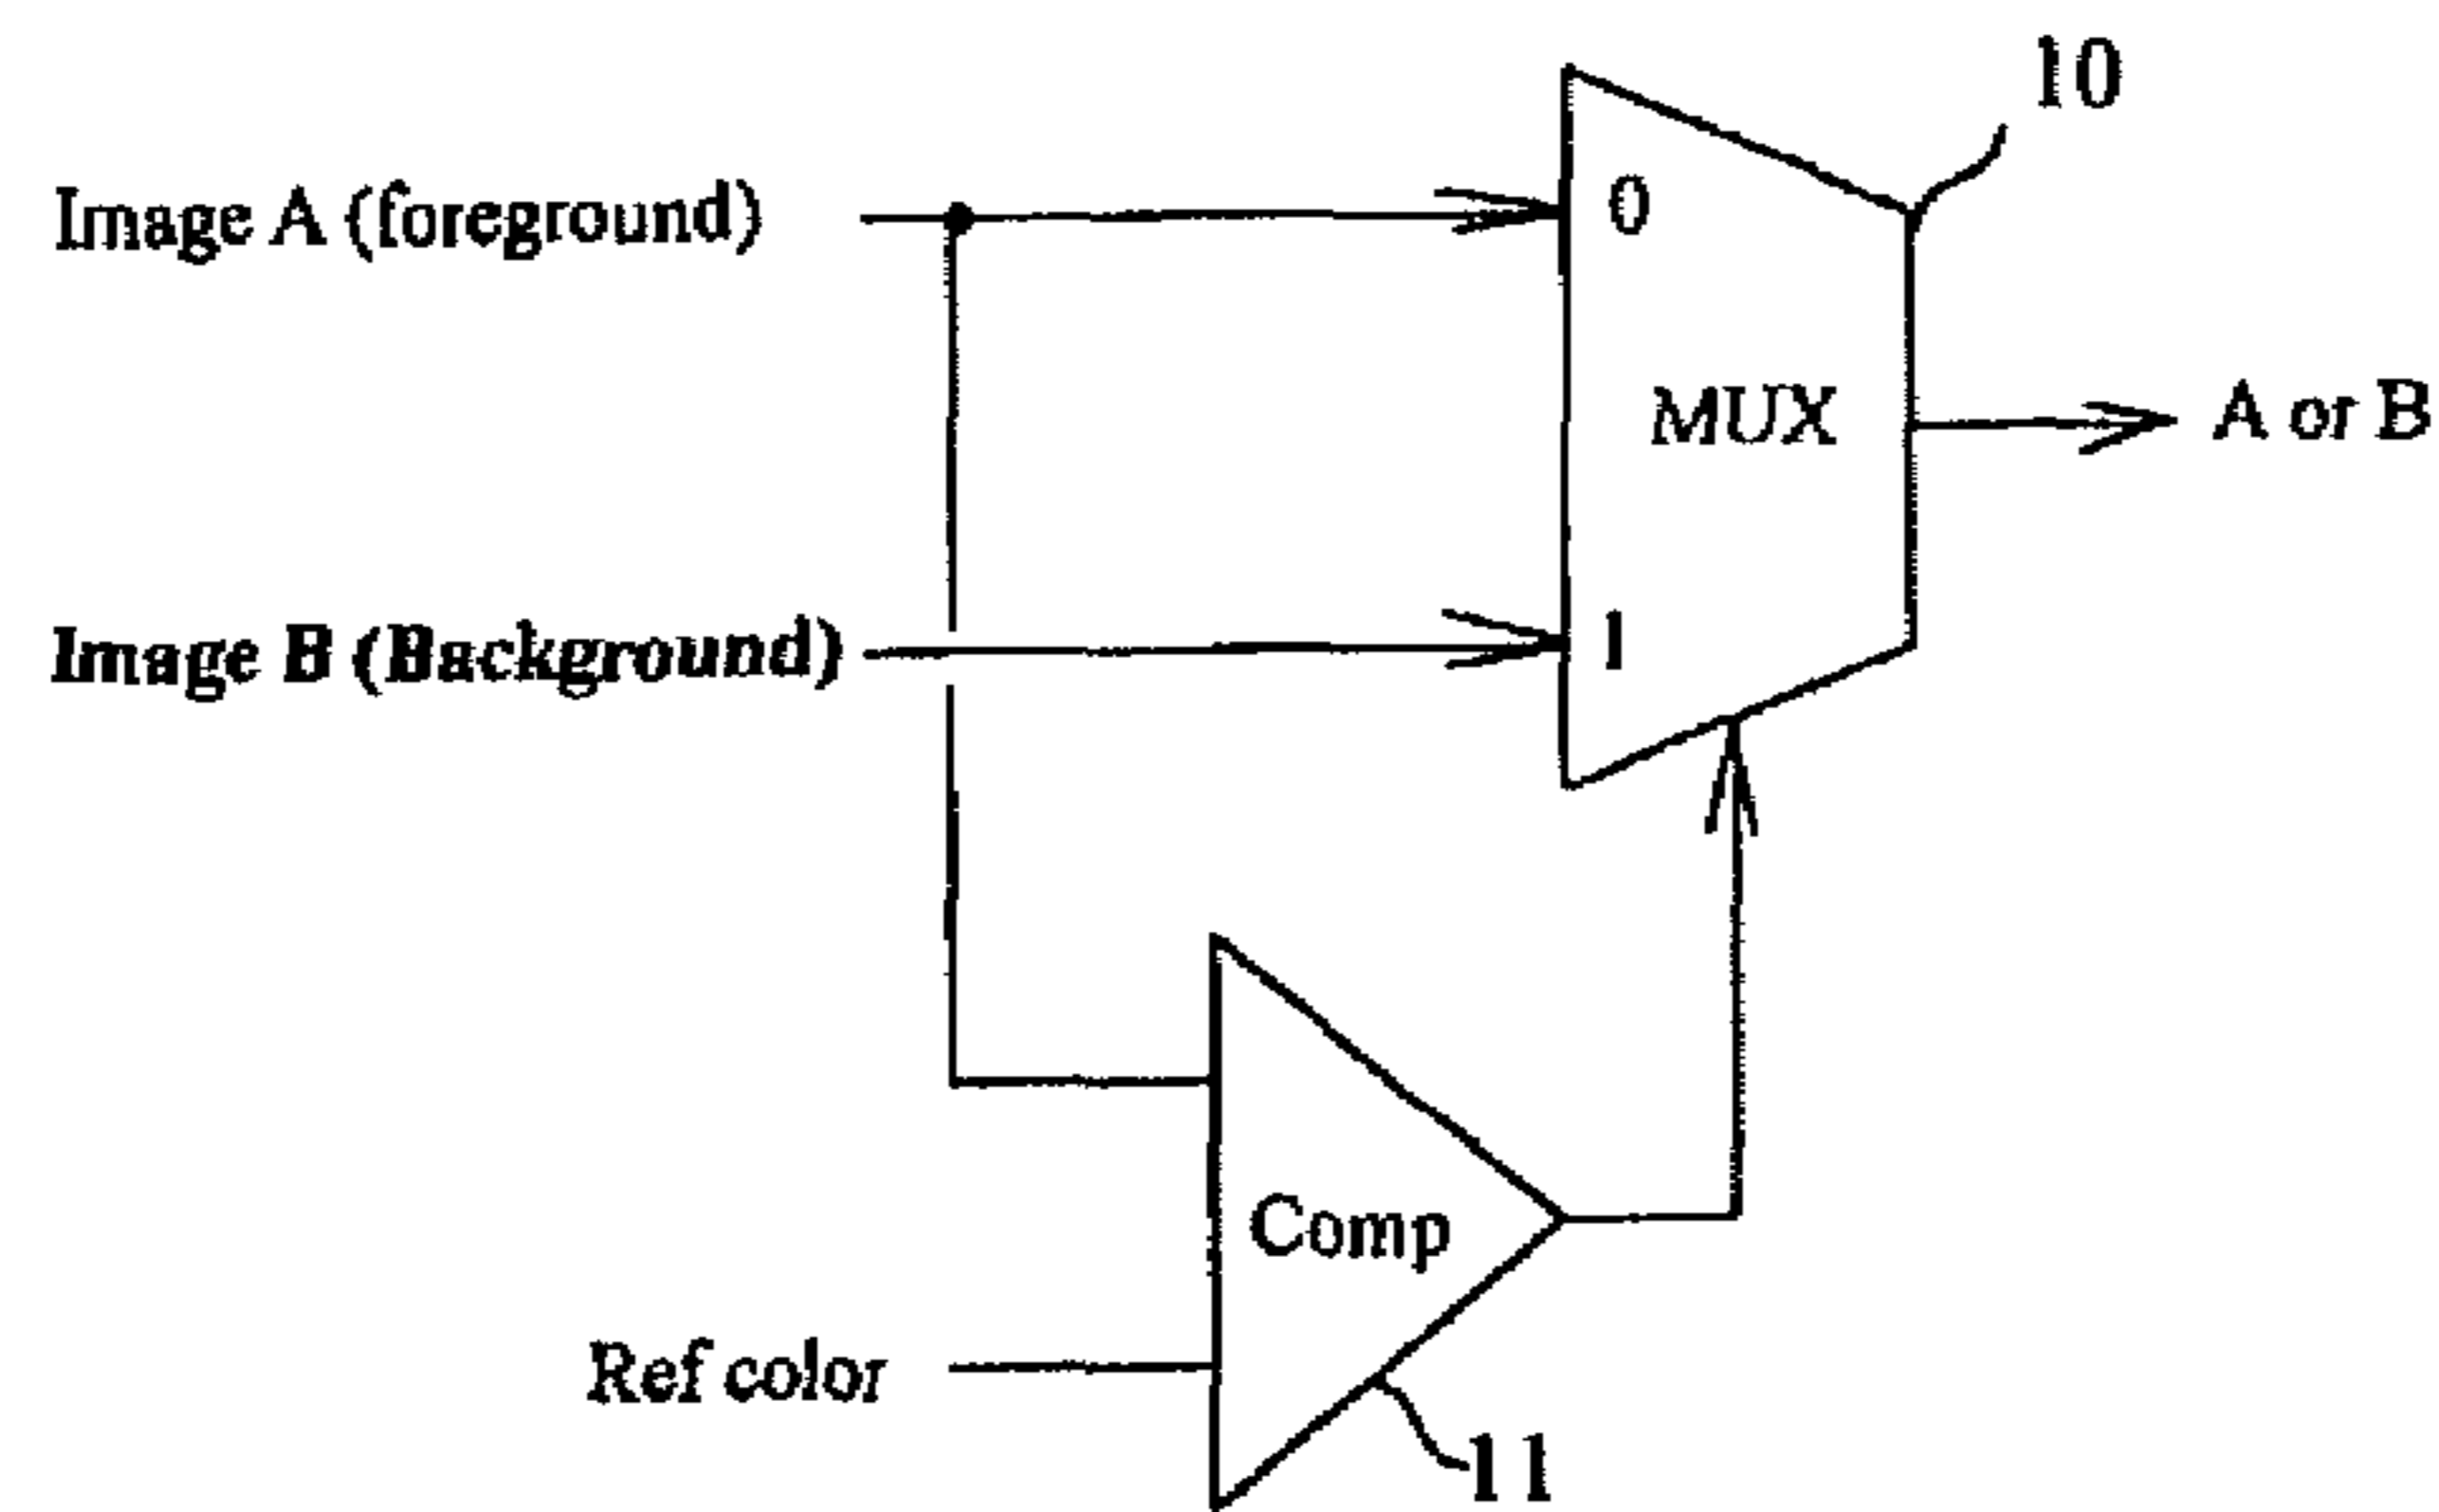 10
Image A (foreground)
0
MUX
A or B
Image B (Background)
1
Comp
Ref color
11